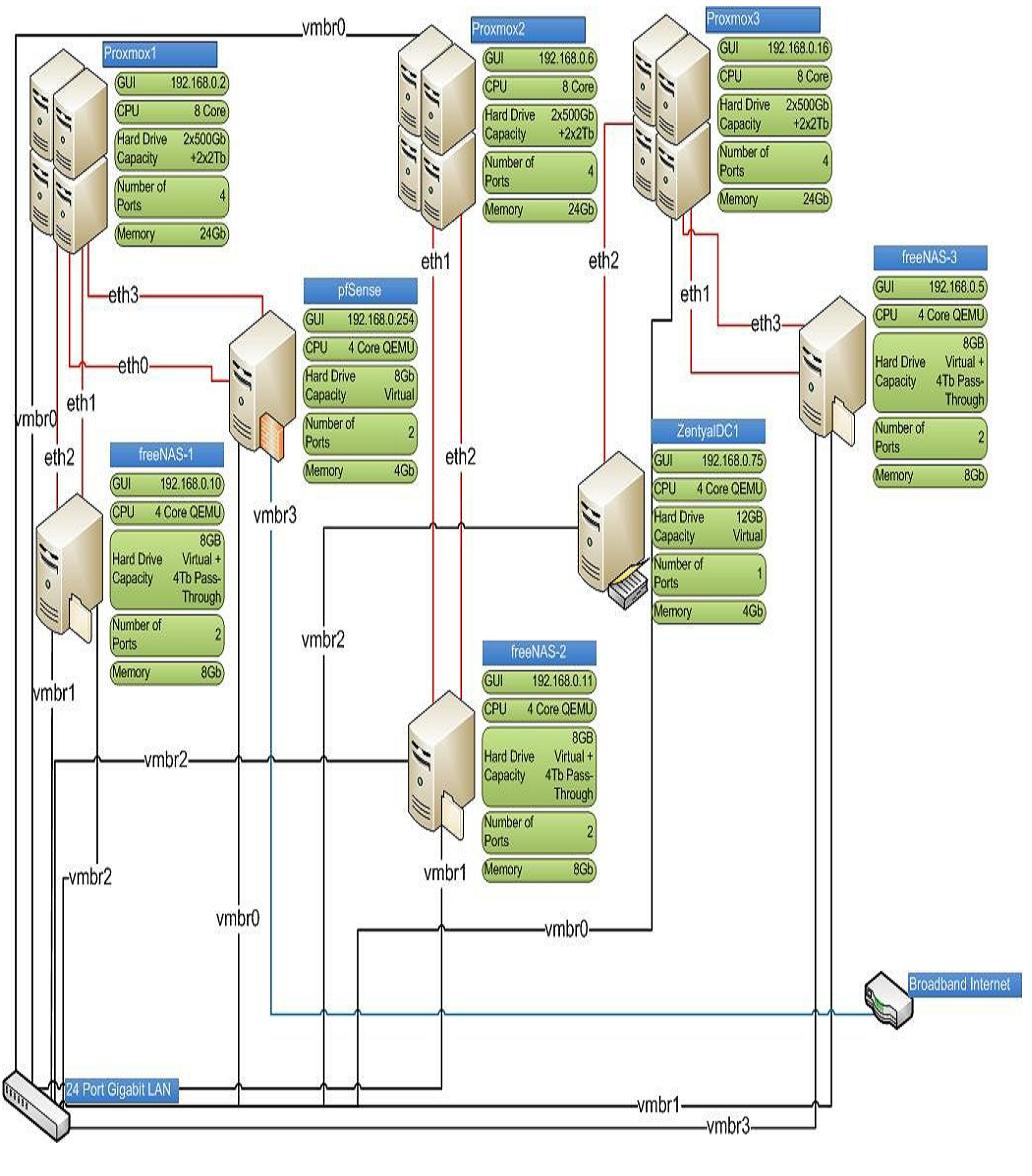 vmbr0
Proxmox1
GUI 192.168.0.2
CPU 8 Core
Hard Drive 2x500Gb
Capacity +2x2Tb
Number of
Ports 4
Memory 24Gb
Proxmox2
GUI 192.168.0.6
CPU 8 Core
Hard Drive 2x500Gb
Capacity +2x2Tb
Number of
Ports 4
Memory 24Gb
Proxmox3
GUI 192.168.0.16
CPU 8 Core
Hard Drive 2x500Gb
Capacity +2x2Tb
Number of
Ports 4
Memory 24Gb
eth1
eth2
eth3
eth1
eth3
freeNAS-3
GUI 192.168.0.5
CPU 4 Core QEMU
8GB
Hard Drive Virtual +
Capacity 4Tb Pass-
Through
Number of
Ports 2
Memory 8Gb
pfSense
GUI 192.168.0.254
CPU 4 Core QEMU
Hard Drive 8Gb
Capacity Virtual
Number of
Ports 2
Memory 4Gb
eth0
vmbr0
eth1
eth2
eth2
vmbr3
freeNAS-1
GUI 192.168.0.10
CPU 4 Core QEMU
8GB
Hard Drive Virtual +
Capacity 4Tb Pass-
Through
Number of
Ports 2
Memory 8Gb
ZentyalDC1
GUI 192.168.0.75
CPU 4 Core QEMU
Hard Drive 12GB
Capacity Virtual
Number of
Ports 1
Memory 4Gb
vmbr2
vmbr1
freeNAS-2
GUI 192.168.0.11
CPU 4 Core QEMU
8GB
Hard Drive Virtual +
Capacity 4Tb Pass-
Through
Number of
Ports 2
Memory 8Gb
vmbr2
vmbr1
vmbr2
vmbr0
vmbr0
Broadband Internet
24 Port Gigabit LAN
vmbr1
vmbr3